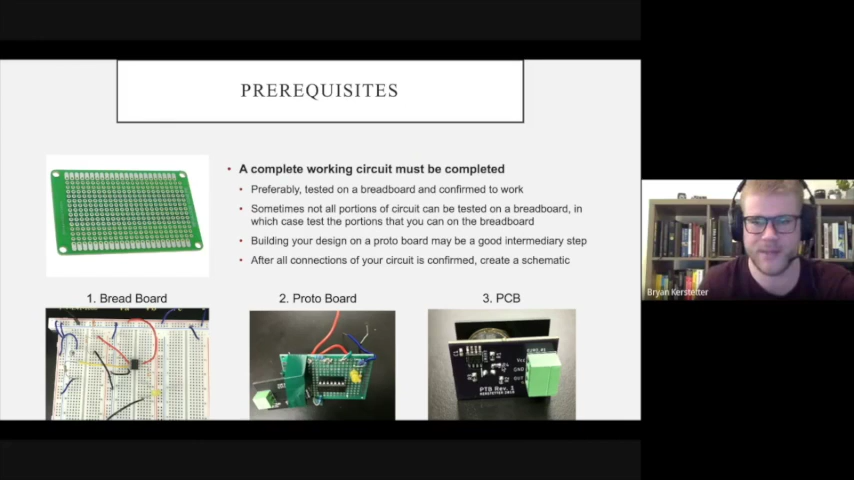 PREREQUISITES
• A complete working circuit must be completed
• Preferably, tested on a breadboard and confirmed to work
• Sometimes not all portions of circuit can be tested on a breadboard, in
which case test the portions that you can on the breadboard
• Building your design on a proto board may be a good intermediary step
• After all connections of your circuit is confirmed, create a schematic
1. Bread Board
2. Proto Board
3. PCB
Vcc
GND
OUT
PTB Rev. 1
KERSTETTER 2019
Bryan Kerstetter